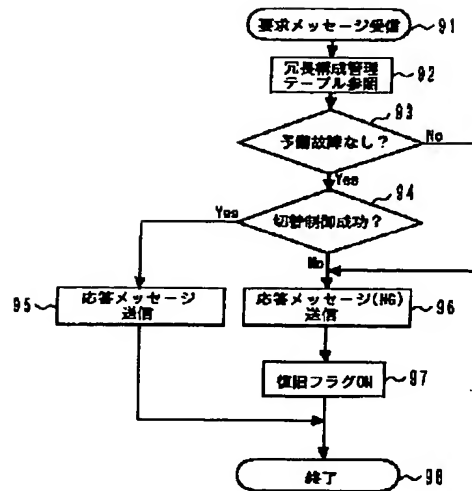 要求メッセージ受信
91
冗長構成管理
テーブル参照
92
93
予備故障なし？
No
Yes
94
切替制御成功？
Yes
No
95
応答メッセージ
送信
応答メッセージ(NG)
送信
96
復旧フラグON
97
終了
98